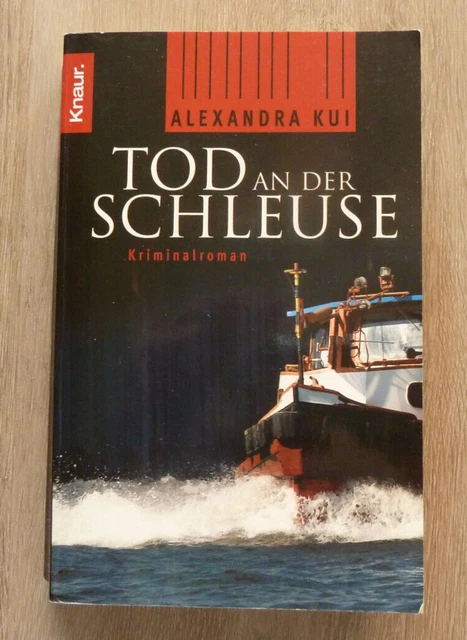 Knaur.
ALEXANDRA KUI
TOD AN DER
SCHLEUSE
Kriminalroman